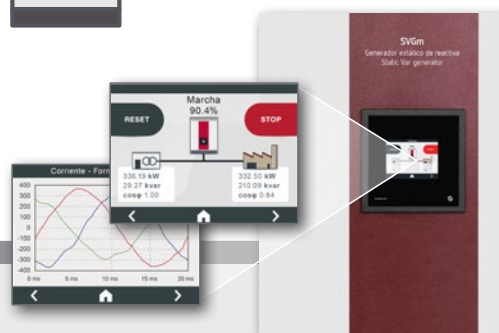 SVGm
Generador estático de reactiva
Static Var generator
Marcha
90.4%
RESET
STOP
336.19 kW
29.27 kvar
cosφ 1.00
332.50 kW
210.09 kvar
cosφ 0.84
Corriente - Form
400
300
200
100
0
-100
-200
-300
-400
0 ms
5 ms
10 ms
15 ms
20 ms